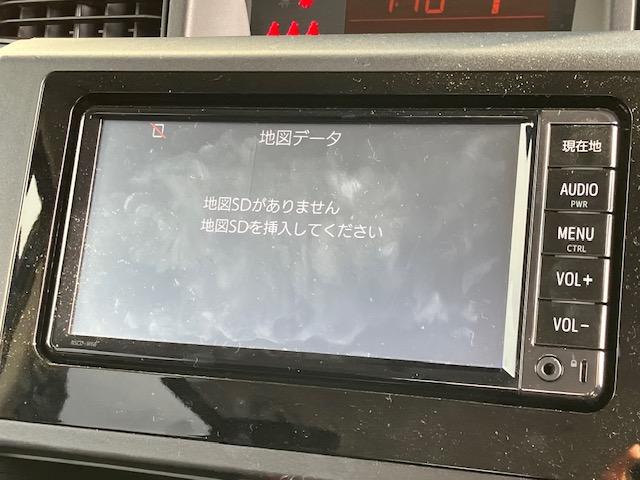 地図データ
地図SDがありません
地図SDを挿入してください
現在地
AUDIO
PWR
MENU
CTRL
VOL+
VOL-